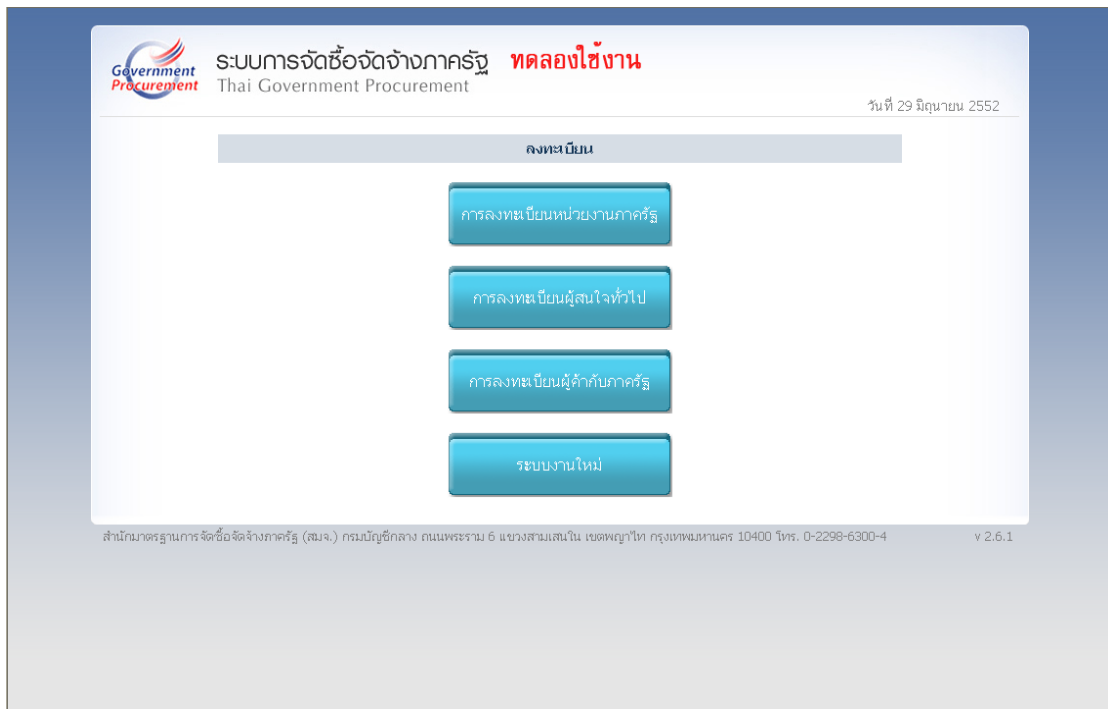 Government
Procurement
ระบบการจัดซื้อจัดจ้างภาครัฐ ทดลองใช้งาน
Thai Government Procurement
วันที่ 29 มิถุนายน 2552
ลงทะเบียน
การลงทะเบียนหน่วยงานภาครัฐ
การลงทะเบียนผู้สนใจทั่วไป
การลงทะเบียนผู้ค้ากับภาครัฐ
ระบบงานใหม่
สำนักมาตรฐานการจัดซื้อจัดจ้างภาครัฐ (สมจ.) กรมบัญชีกลาง ถนนพระราม 6 แขวงสามเสนใน เขตพญาไท กรุงเทพมหานคร 10400 โทร. 0-2298-6300-4 v 2.6.1